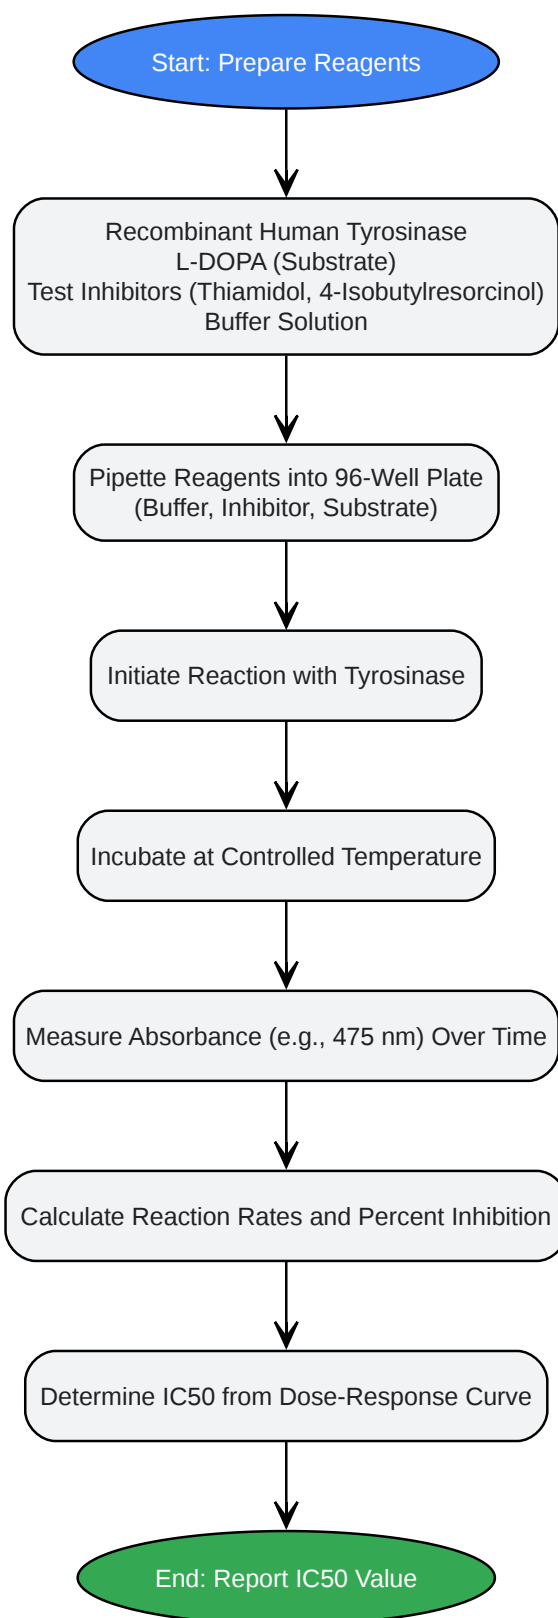 Start: Prepare Reagents
Recombinant Human Tyrosinase
L-DOPA (Substrate)
Test Inhibitors (Thiamidol, 4-Isobutylresorcinol)
Buffer Solution
Pipette Reagents into 96-Well Plate
(Buffer, Inhibitor, Substrate)
Initiate Reaction with Tyrosinase
Incubate at Controlled Temperature
Measure Absorbance (e.g., 475 nm) Over Time
Calculate Reaction Rates and Percent Inhibition
Determine IC50 from Dose-Response Curve
End: Report IC50 Value